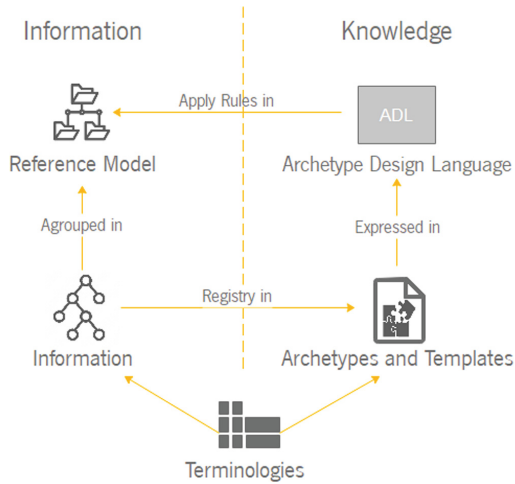 Information
Knowledge
Apply Rules in
ADL
Reference Model
Archetype Design Language
Agrouped in
Expressed in
Registry in
Information
Archetypes and Templates
Terminologies